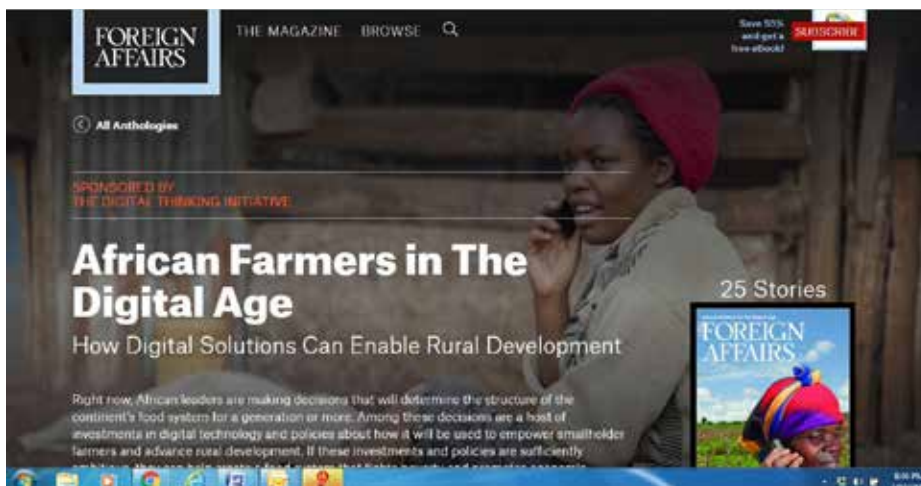 FOREIGN
AFFAIRS
THE MAGAZINE BROWSE
Save 55%
and get a
free eBook!
SUBSCRIBE
All Anthologies
SPONSORED BY
THE DIGITAL THINKING INITIATIVE
African Farmers in The
Digital Age
How Digital Solutions Can Enable Rural Development
25 Stories
FOREIGN
AFFAIRS
Right now, African leaders are making decisions that will determine the structure of the
continent's food system for a generation or more. Among these decisions are a host of
investments in digital technology and policies about how it will be used to empower smallholder
farmers and advance rural development. If these investments and policies are sufficiently